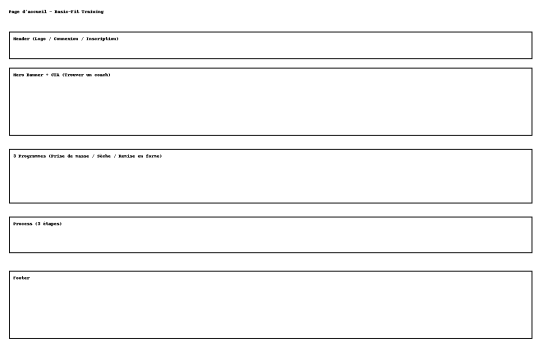 Page d'accueil - Basic-Fit Training
Header (Logo / Connexion / Inscription)
Hero Banner + CTA (Trouver un coach)
3 Programmes (Prise de masse / Sèche / Remise en forme)
Process (3 étapes)
Footer